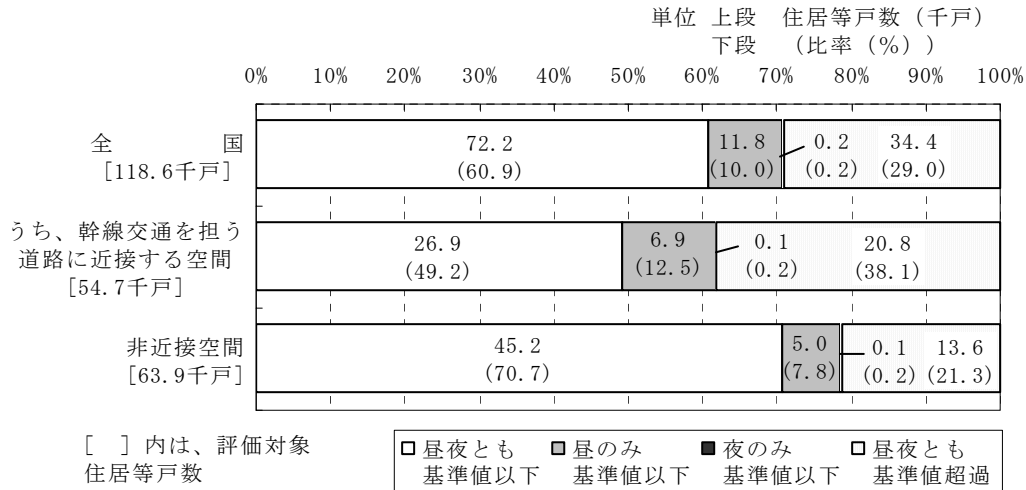 単位 上段 住居等戸数（千戸）
下段 （比率（%））
0% 10% 20% 30% 40% 50% 60% 70% 80% 90% 100%
全国
[118.6千戸]
72.2 11.8 0.2 34.4
(60.9) (10.0) (0.2) (29.0)
うち、幹線交通を担う
道路に近接する空間
[54.7千戸]
26.9 6.9 0.1 20.8
(49.2) (12.5) (0.2) (38.1)
非近接空間
[63.9千戸]
45.2 5.0 0.1 13.6
(70.7) (7.8) (0.2) (21.3)
[ ]内は、評価対象
住居等戸数
昼夜とも 昼のみ 夜のみ 昼夜とも
基準値以下 基準値以下 基準値以下 基準値超過